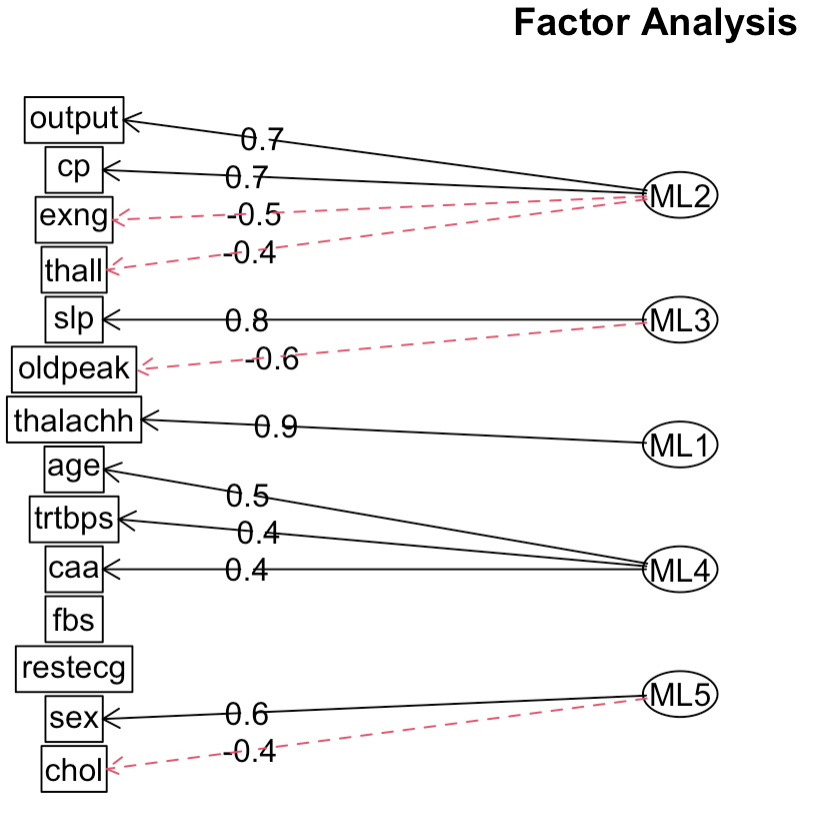 Factor Analysis
output
0.7
cp
0.7
ML2
exng
-0.5
thall
-0.4
slp
0.8
ML3
oldpeak
-0.6
thalachh
0.9
ML1
age
0.5
trtbps
0.4
caa
0.4
ML4
fbs
restecg
sex
0.6
ML5
chol
-0.4